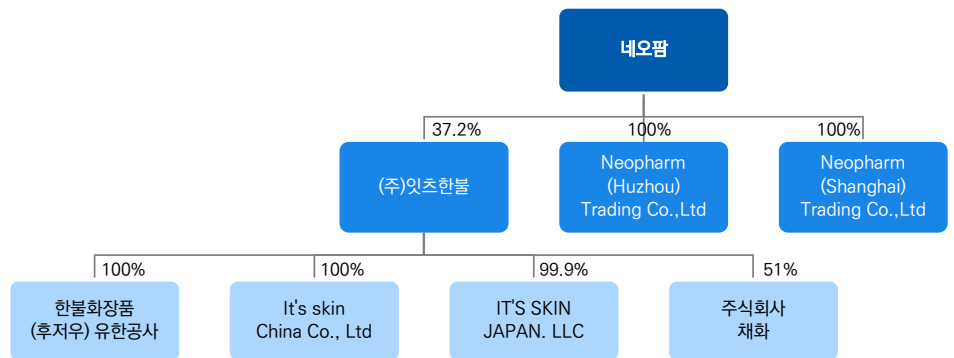 네오팜
37.2%
100%
100%
(주)잇츠한불
Neopharm
(Huzhou)
Trading Co.,Ltd
Neopharm
(Shanghai)
Trading Co.,Ltd
100%
100%
99.9%
51%
한불화장품
(후저우) 유한공사
It's skin
China Co., Ltd
IT'S SKIN
JAPAN. LLC
주식회사
채화